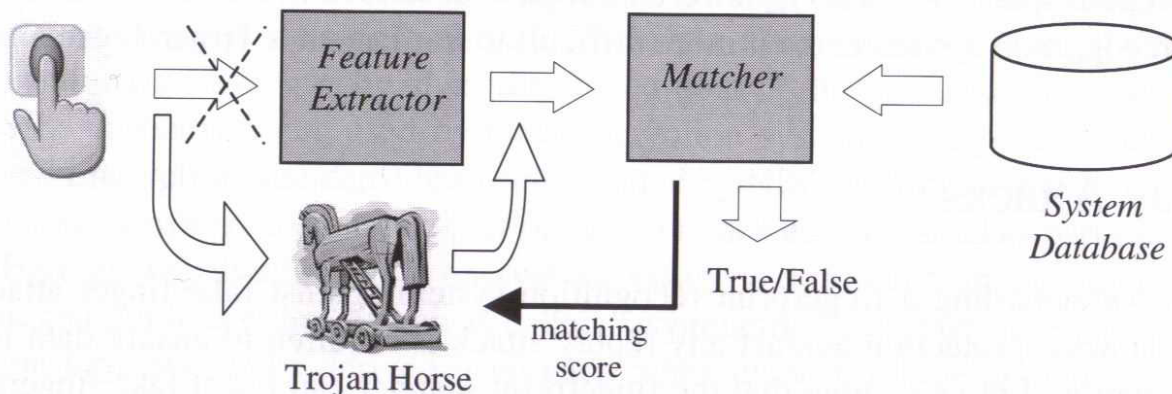 Feature
Extractor
Matcher
System
Database
True/False
matching
score
Trojan Horse